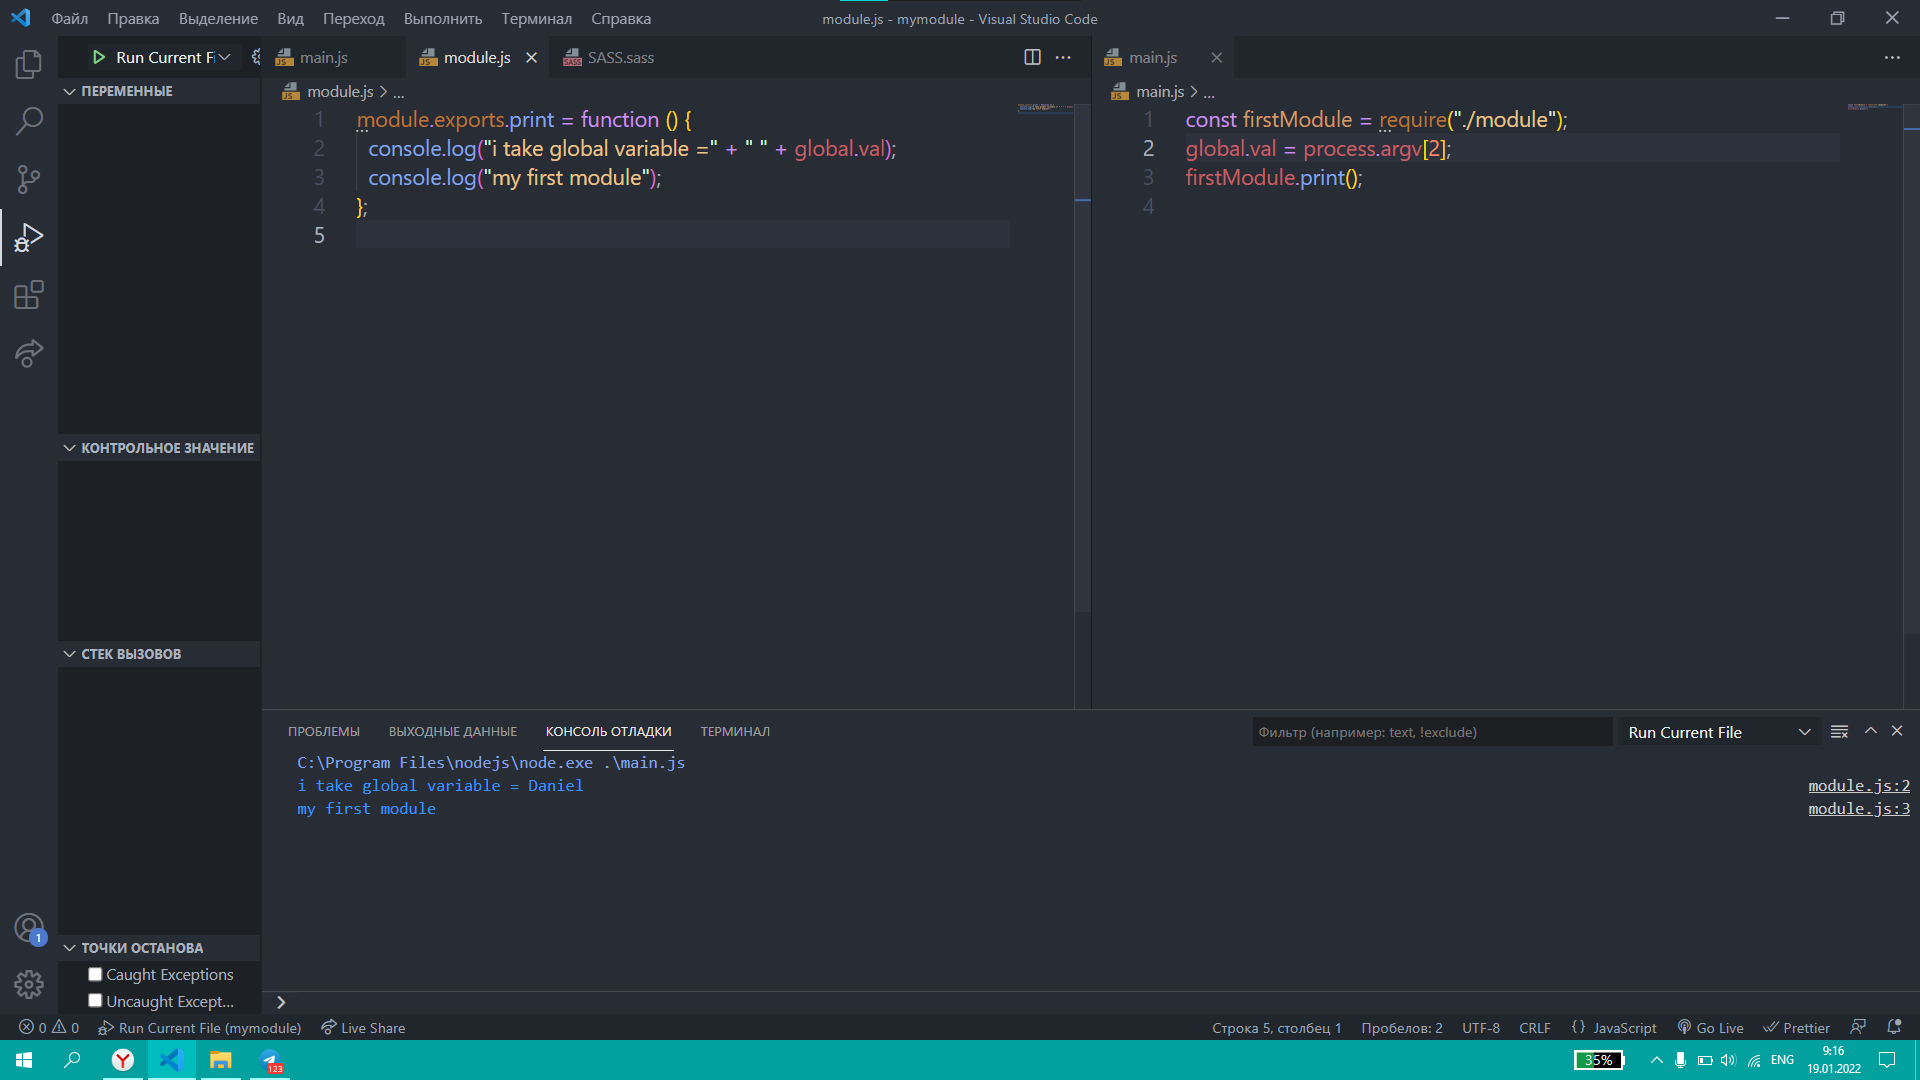 Файл Правка Выделение Вид Переход Выполнить Терминал Справка
module.js - mymodule - Visual Studio Code
Run Current Fi
main.js
module.js
SASS.sass
main.js
ПЕРЕМЕННЫЕ
module.js > ...
1 module.exports.print = function () {
2 console.log("i take global variable =" + " " + global.val);
3 console.log("my first module");
4 };
5
main.js > ...
1 const firstModule = require("./module");
2 global.val = process.argv[2];
3 firstModule.print();
4
КОНТРОЛЬНОЕ ЗНАЧЕНИЕ
СТЕК ВЫЗОВОВ
ТОЧКИ ОСТАНОВА
Caught Exceptions
Uncaught Except...
1
ПРОБЛЕМЫ ВЫХОДНЫЕ ДАННЫЕ КОНСОЛЬ ОТЛАДКИ ТЕРМИНАЛ
Фильтр (например: text, !exclude)
Run Current File
C:\Program Files\nodejs\node.exe .\main.js
i take global variable = Daniel module.js:2
my first module module.js:3
0 0 Run Current File (mymodule) Live Share
Строка 5, столбец 1 Пробелов: 2 UTF-8 CRLF {} JavaScript Go Live Prettier
123
35%
ENG
9:16
19.01.2022